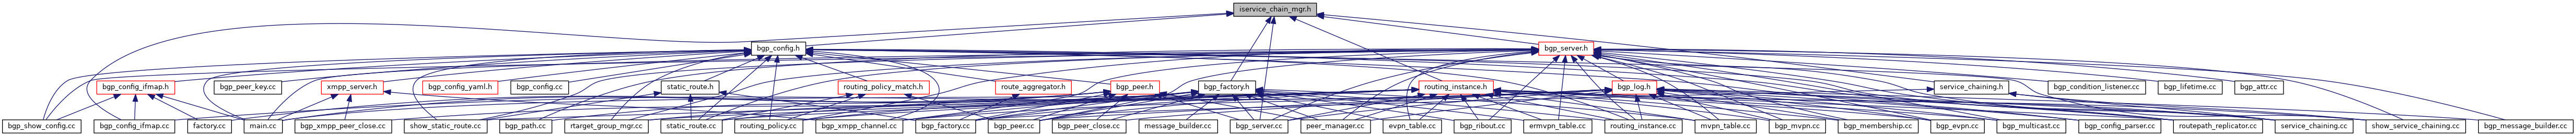 iservice_chain_mgr.h
bgp_config.h
bgp_server.h
bgp_config_ifmap.h
bgp_peer_key.cc
xmpp_server.h
bgp_config_yaml.h
bgp_config.cc
static_route.h
routing_policy_match.h
route_aggregator.h
bgp_peer.h
bgp_factory.h
routing_instance.h
bgp_log.h
service_chaining.h
bgp_condition_listener.cc
bgp_lifetime.cc
bgp_attr.cc
bgp_show_config.cc
bgp_config_ifmap.cc
factory.cc
main.cc
bgp_xmpp_peer_close.cc
show_static_route.cc
bgp_path.cc
rtarget_group_mgr.cc
static_route.cc
routing_policy.cc
bgp_xmpp_channel.cc
bgp_factory.cc
bgp_peer.cc
bgp_peer_close.cc
message_builder.cc
bgp_server.cc
peer_manager.cc
evpn_table.cc
bgp_ribout.cc
ermvpn_table.cc
routing_instance.cc
mvpn_table.cc
bgp_mvpn.cc
bgp_membership.cc
bgp_evpn.cc
bgp_multicast.cc
bgp_config_parser.cc
routepath_replicator.cc
service_chaining.cc
show_service_chaining.cc
bgp_message_builder.cc